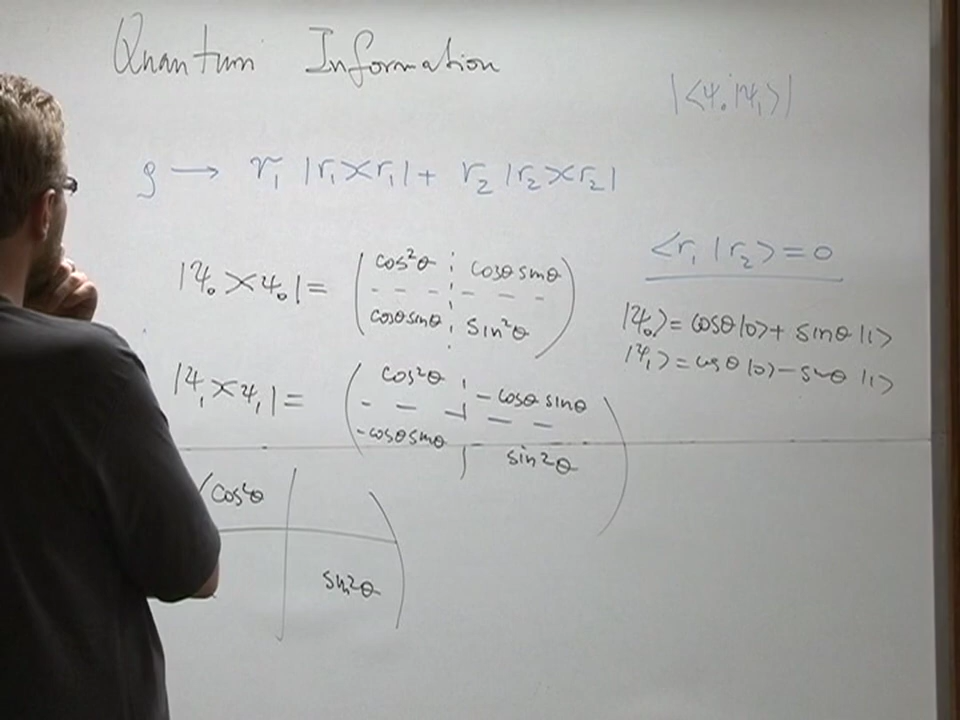 Quantum Information
|<ψ₀|ψ₁>|
ρ → r₁ |r₁><r₁| + r₂ |r₂><r₂|
<r₁|r₂> = 0
|ψ₀><ψ₀| = ( cos²θ cosθ sinθ
cosθ sinθ sin²θ )
|ψ₀> = cosθ |0> + sinθ |1>
|ψ₁> = cosθ |0> - sinθ |1>
|ψ₁><ψ₁| = ( cos²θ - cosθ sinθ
- cosθ sinθ sin²θ )
( cos²θ
sin²θ )